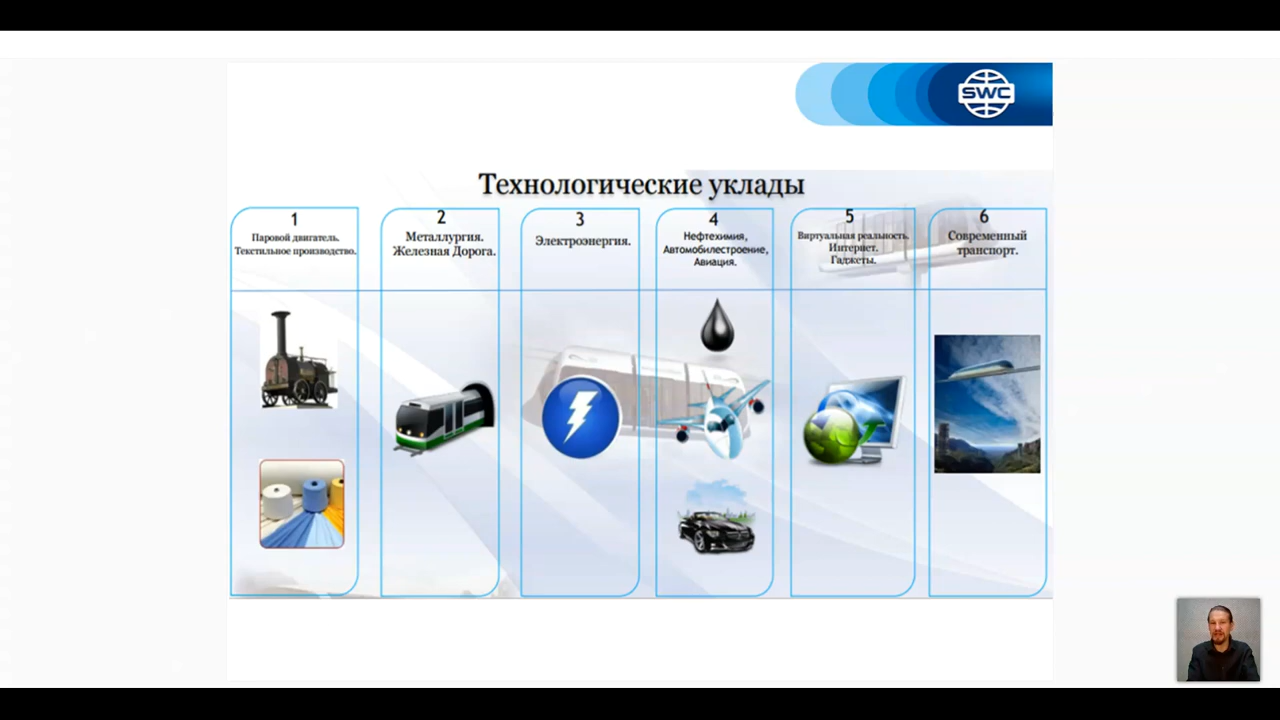 SWC
Технологические уклады
1
Паровой двигатель.
Текстильное производство.
2
Металлургия.
Железная Дорога.
3
Электроэнергия.
4
Нефтехимия,
Автомобилестроение,
Авиация.
5
Виртуальная реальность.
Интернет.
Гаджеты.
6
Современный
транспорт.